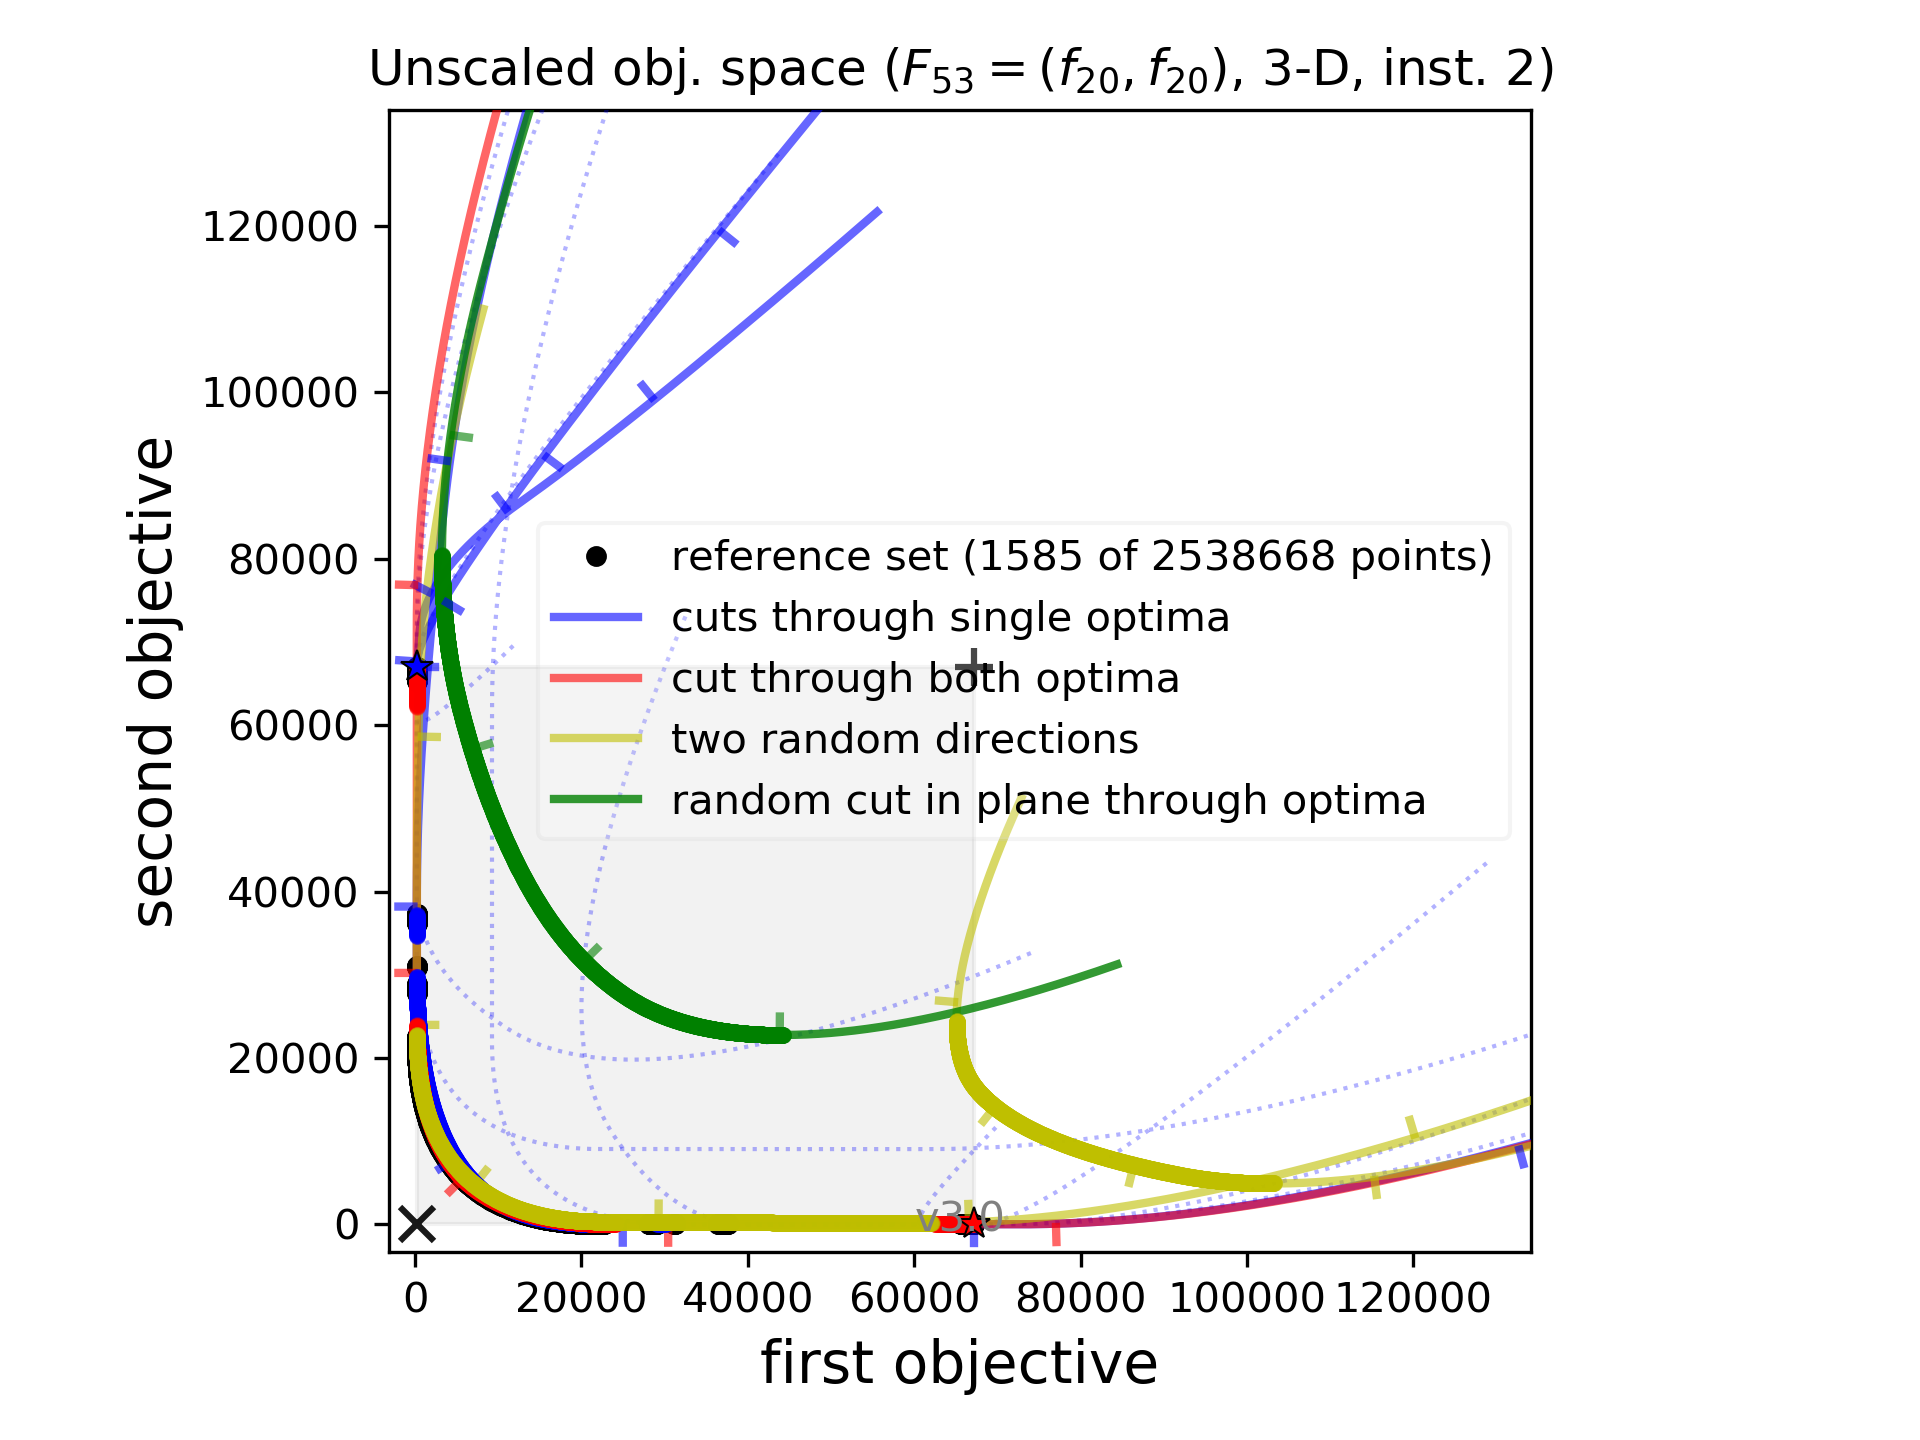 Unscaled obj. space (F53 = (f20, f20), 3-D, inst. 2)
second objective
120000
100000
80000
60000
40000
20000
0
reference set (1585 of 2538668 points)
cuts through single optima
cut through both optima
two random directions
random cut in plane through optima
v3.0
0 20000 40000 60000 80000 100000 120000
first objective